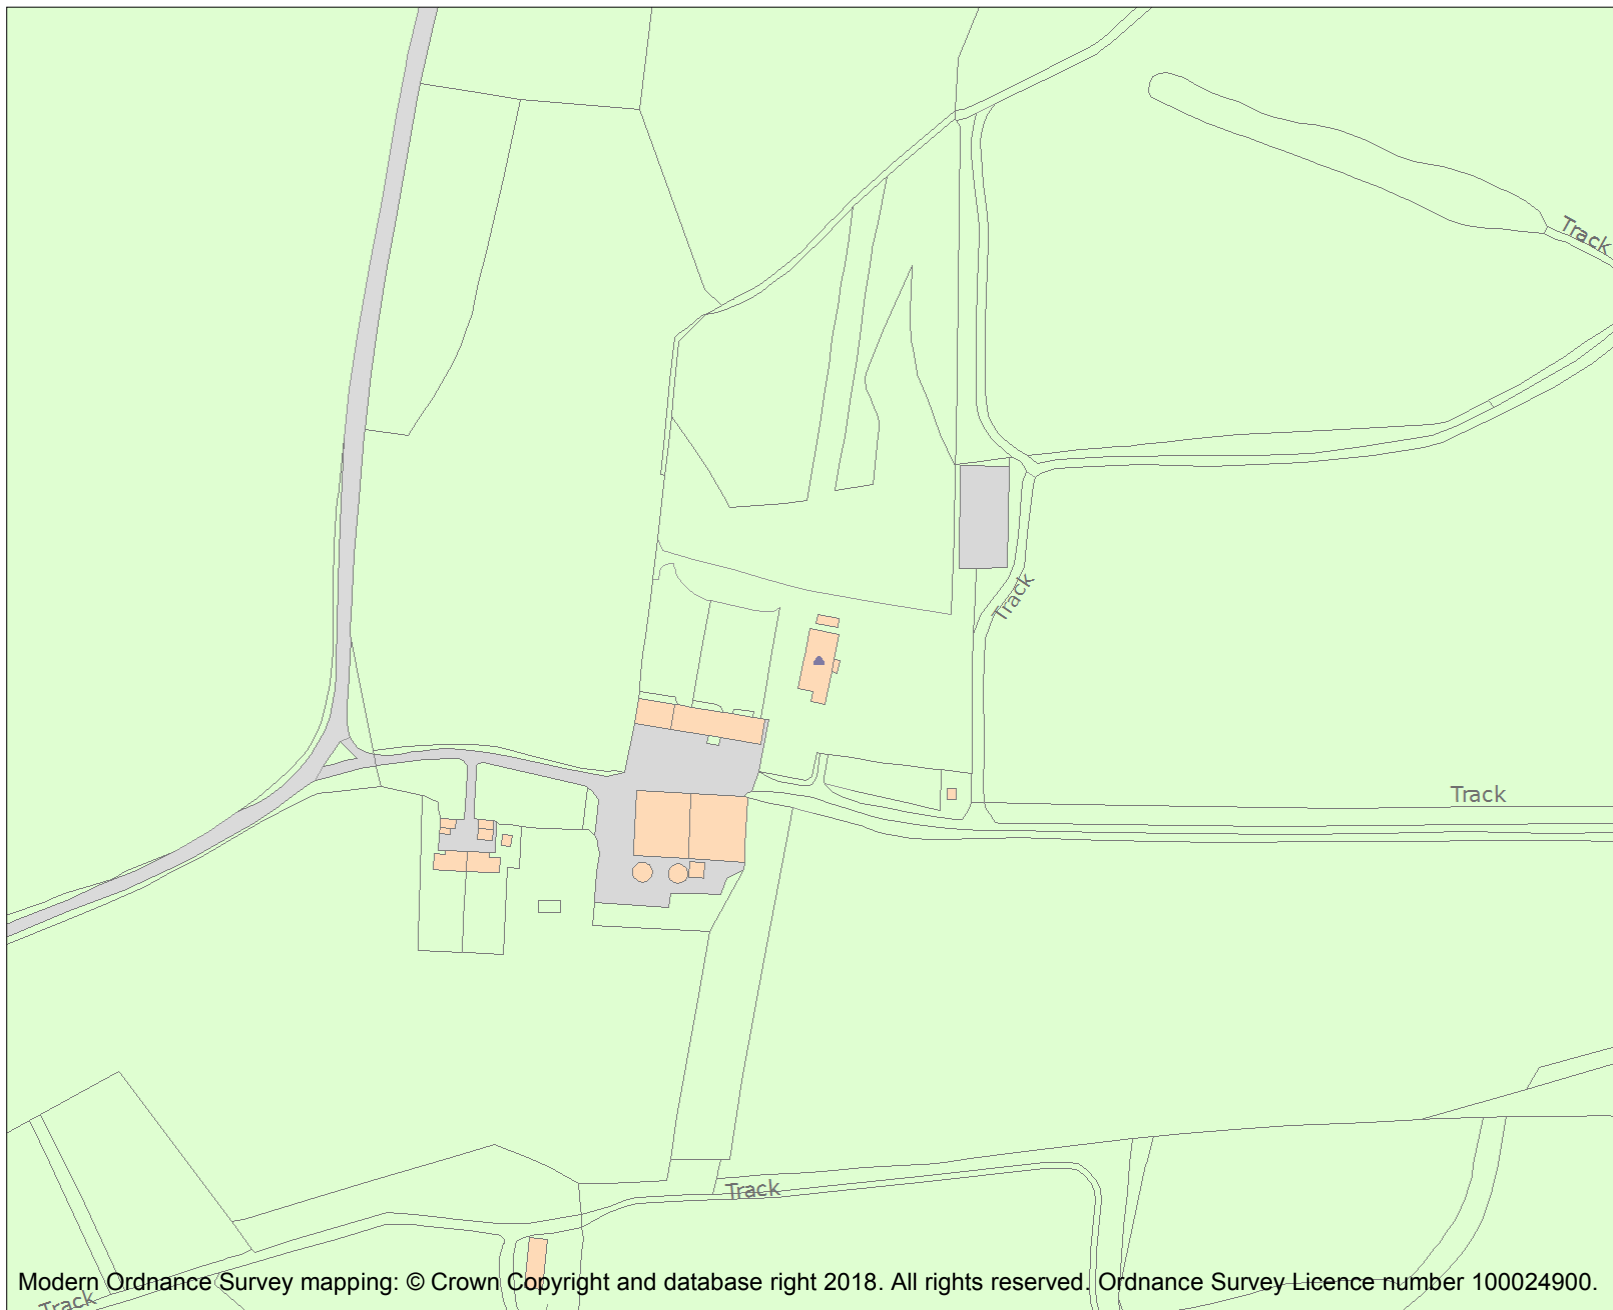 Track
Track
Track
Track
Modern Ordnance Survey mapping: © Crown Copyright and database right 2018. All rights reserved. Ordnance Survey Licence number 100024900.
Track